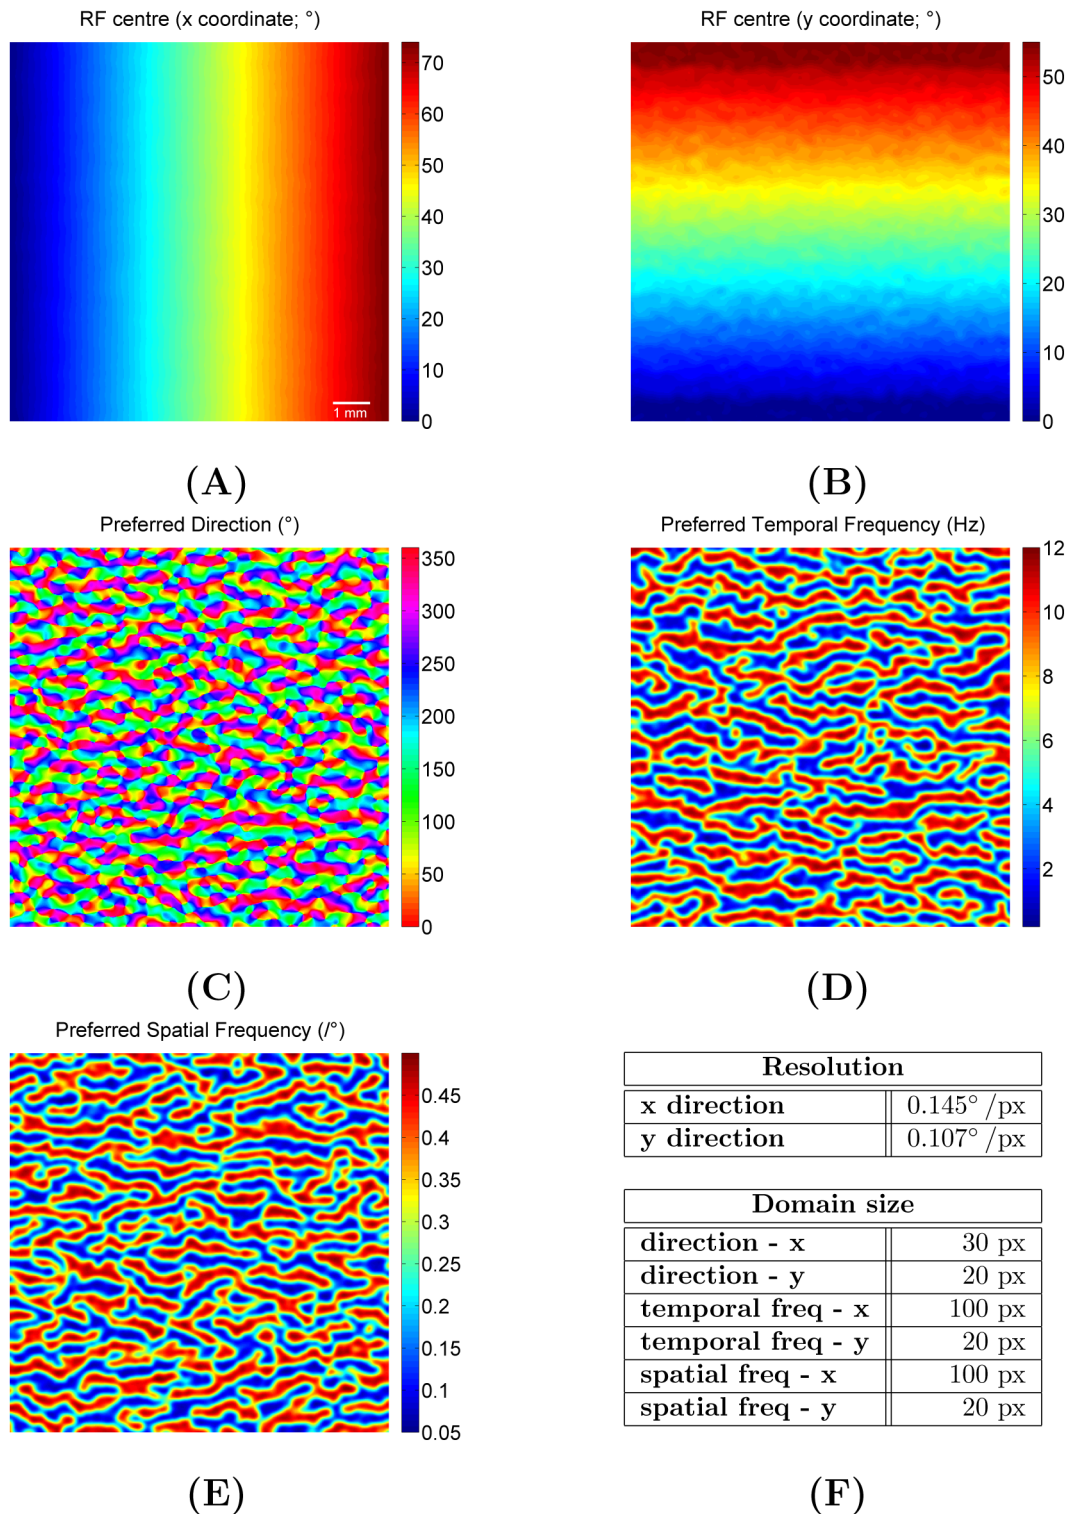 RF centre (x coordinate; °)
RF centre (y coordinate; °)
70
60
50
40
30
20
10
0
1 mm
50
40
30
20
10
0
(A)
(B)
Preferred Direction (°)
Preferred Temporal Frequency (Hz)
350
300
250
200
150
100
50
0
12
10
8
6
4
2
(C)
(D)
Preferred Spatial Frequency (/°)
0.45
0.4
0.35
0.3
0.25
0.2
0.15
0.1
0.05
Resolution
x direction 0.145° /px
y direction 0.107° /px
Domain size
direction - x 30 px
direction - y 20 px
temporal freq - x 100 px
temporal freq - y 20 px
spatial freq - x 100 px
spatial freq - y 20 px
(E)
(F)